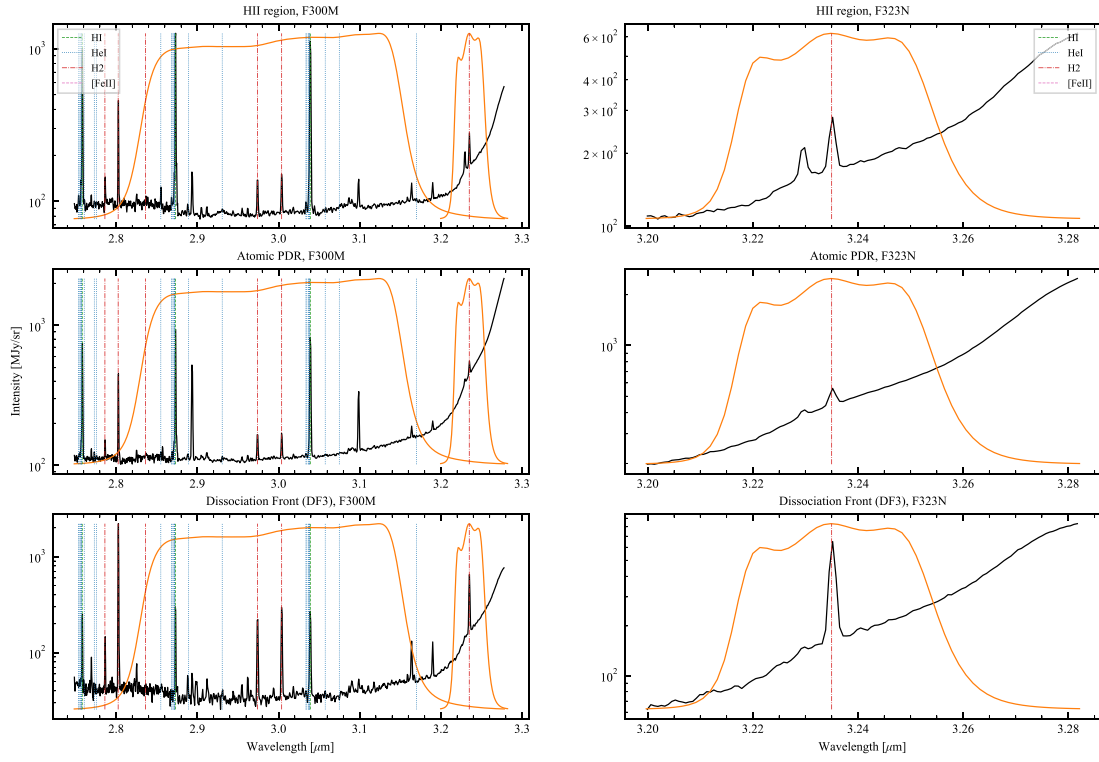 HII region, F300M
HI
HeI
H2
[FeII]
10³
10²
2.8 2.9 3.0 3.1 3.2 3.3
HII region, F323N
HI
HeI
H2
[FeII]
6 × 10²
4 × 10²
3 × 10²
2 × 10²
10²
3.20 3.22 3.24 3.26 3.28
Atomic PDR, F300M
Intensity [MJy/sr]
10³
10²
2.8 2.9 3.0 3.1 3.2 3.3
Atomic PDR, F323N
10³
3.20 3.22 3.24 3.26 3.28
Dissociation Front (DF3), F300M
10³
10²
2.8 2.9 3.0 3.1 3.2 3.3
Wavelength [μm]
Dissociation Front (DF3), F323N
10²
3.20 3.22 3.24 3.26 3.28
Wavelength [μm]